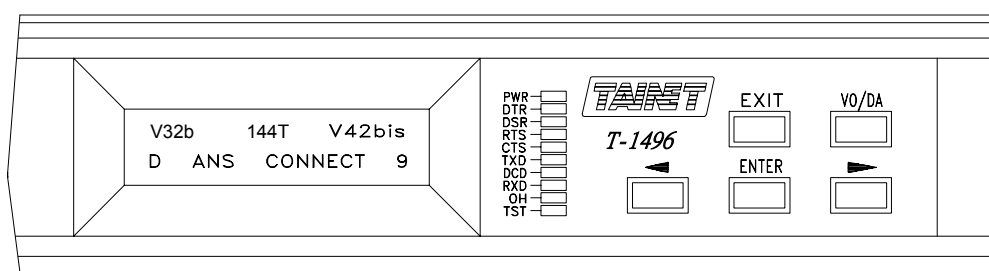 V32b 144T V42bis
D ANS CONNECT 9
PWR
DTR
DSR
RTS
CTS
TXD
DCD
RXD
OH
TST
TAINET
T-1496
EXIT VO/DA
ENTER